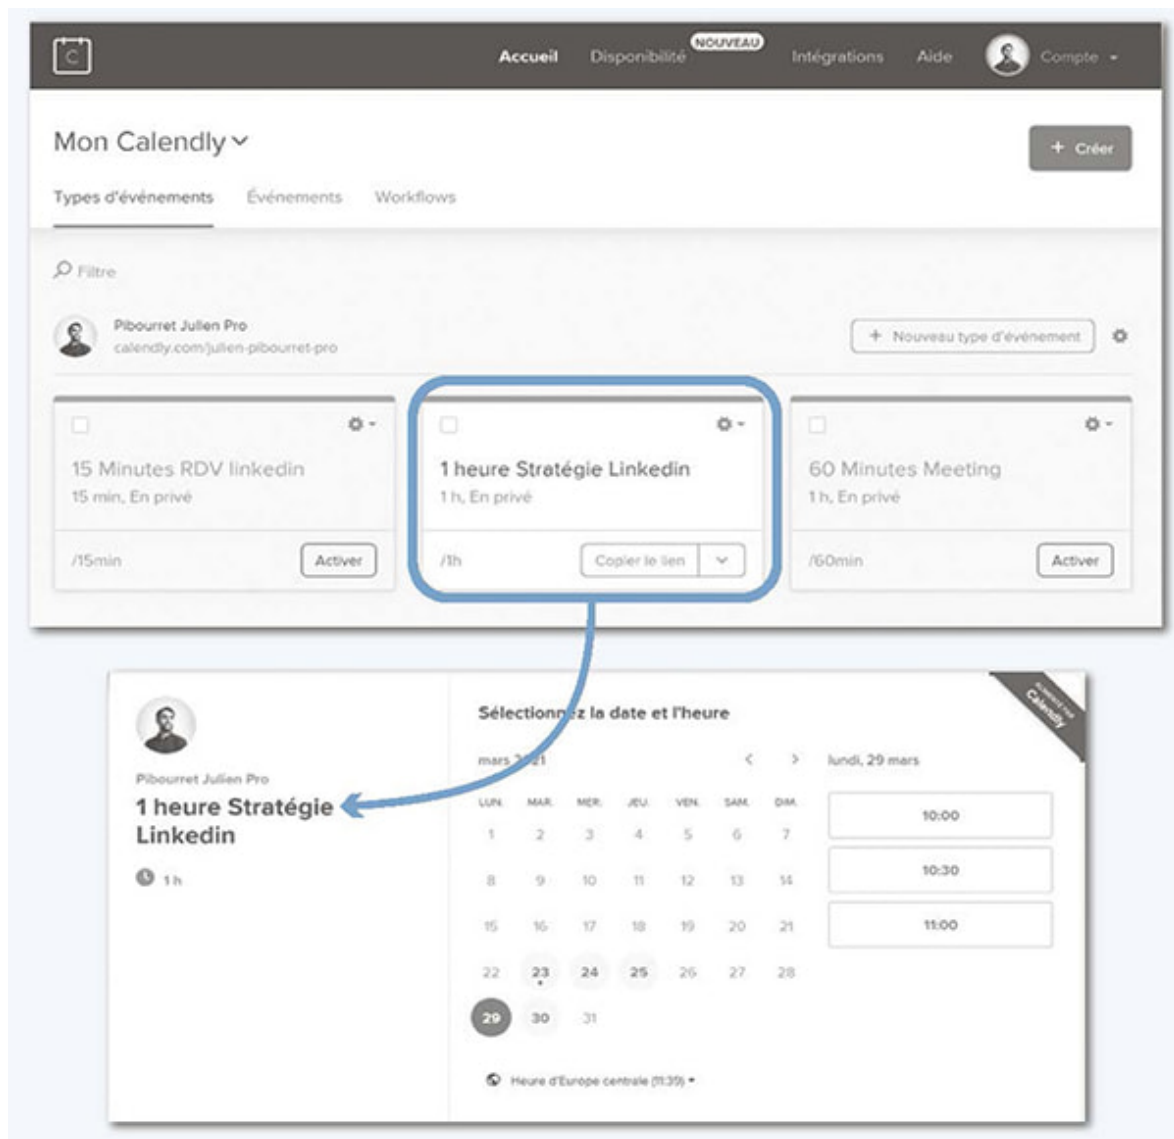 C
Accueil Disponibilité NOUVEAU Intégrations Aide Compte
Mon Calendly
+ Créer
Types d'événements Événements Workflows
Filtre
Pibourret Julien Pro
calendly.com/julien-pibourret-pro
+ Nouveau type d'événement
15 Minutes RDV linkedin
15 min, En privé
/15min Activer
1 heure Stratégie Linkedin
1 h, En privé
/1h Copier le lien
60 Minutes Meeting
1 h, En privé
/60min Activer
Pibourret Julien Pro
1 heure Stratégie
Linkedin
1 h
Sélectionnez la date et l'heure
mars 2021 < >
LUN. MAR. MER. JEU. VEN. SAM. DIM.
1 2 3 4 5 6 7
8 9 10 11 12 13 14
15 16 17 18 19 20 21
22 23 24 25 26 27 28
29 30 31
Heure d'Europe centrale (11:39)
lundi, 29 mars
10:00
10:30
11:00
Calendly